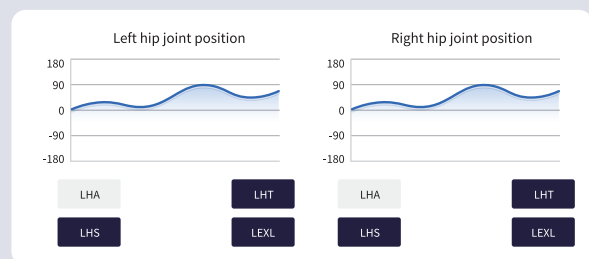 Left hip joint position
180
90
0
-90
-180
LHA
LHT
LHS
LEXL
Right hip joint position
180
90
0
-90
-180
LHA
LHT
LHS
LEXL